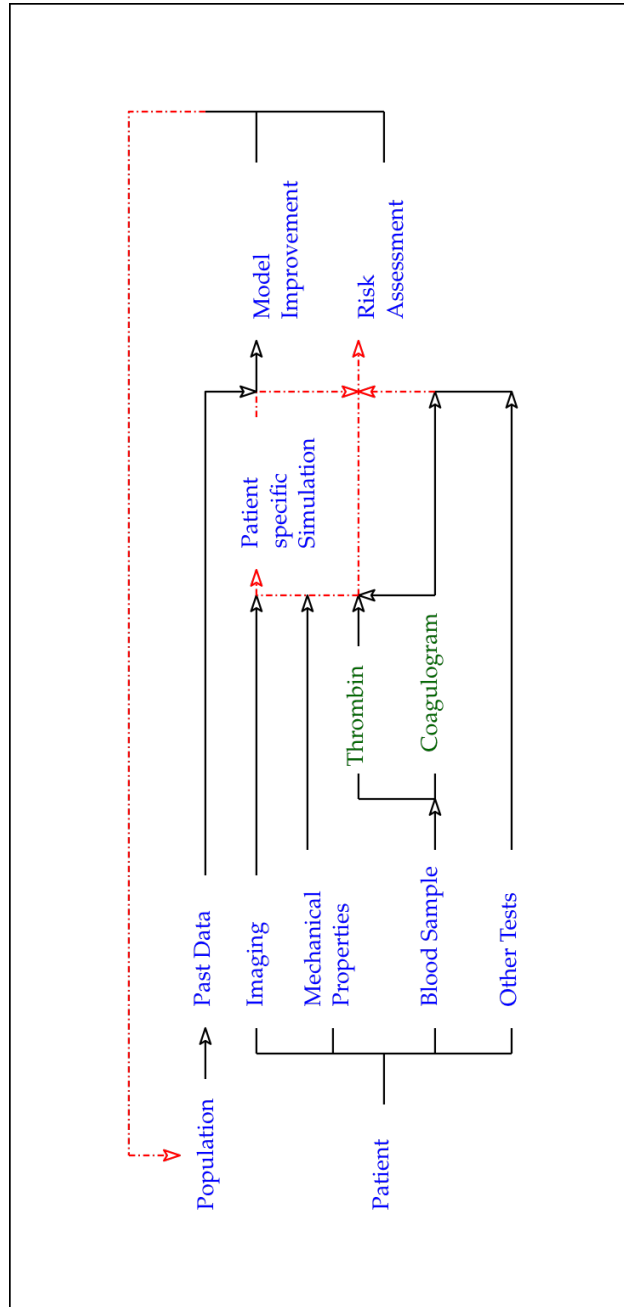 Population
Past Data
Patient
Imaging
Mechanical
Properties
Blood Sample
Other Tests
Thrombin
Coagulogram
Patient
specific
Simulation
Model
Improvement
Risk
Assessment